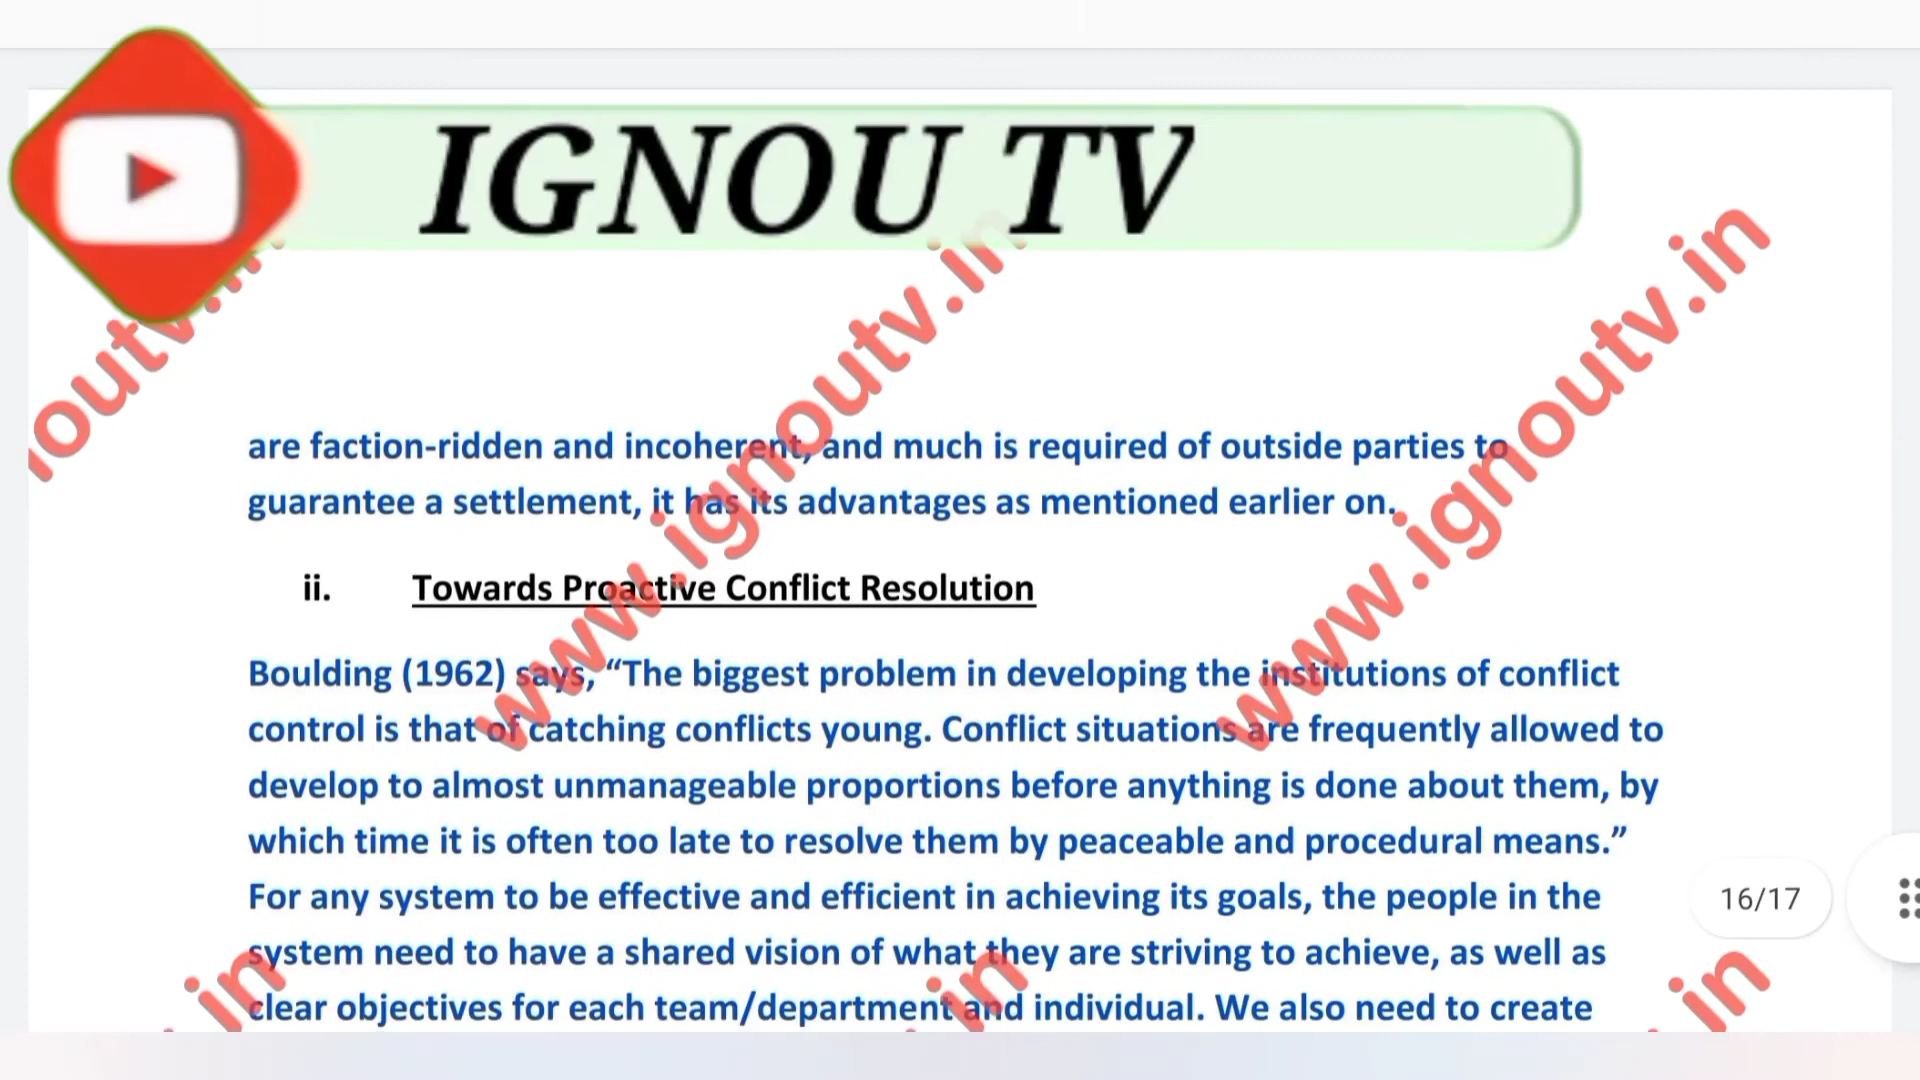 IGNOU TV
are faction-ridden and incoherent, and much is required of outside parties to
guarantee a settlement, it has its advantages as mentioned earlier on.
ii. Towards Proactive Conflict Resolution
Boulding (1962) says, “The biggest problem in developing the institutions of conflict
control is that of catching conflicts young. Conflict situations are frequently allowed to
develop to almost unmanageable proportions before anything is done about them, by
which time it is often too late to resolve them by peaceable and procedural means.”
For any system to be effective and efficient in achieving its goals, the people in the
16/17
system need to have a shared vision of what they are striving to achieve, as well as
clear objectives for each team/department and individual. We also need to create
noutv.in
www.ignoutv.in
www.ignoutv.in
.in
.in
.in